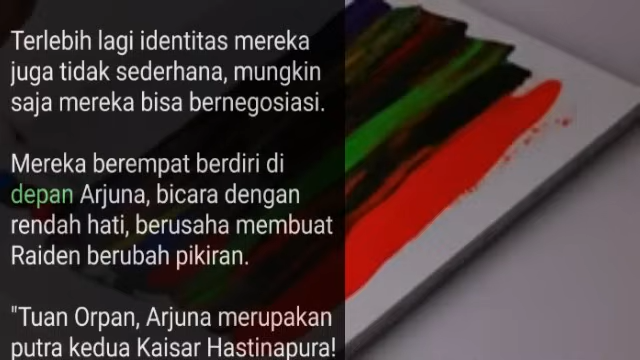 Terlebih lagi identitas mereka
juga tidak sederhana, mungkin
saja mereka bisa bernegosiasi.
Mereka berempat berdiri di
depan Arjuna, bicara dengan
rendah hati, berusaha membuat
Raiden berubah pikiran.
"Tuan Orpan, Arjuna merupakan
putra kedua Kaisar Hastinapura!